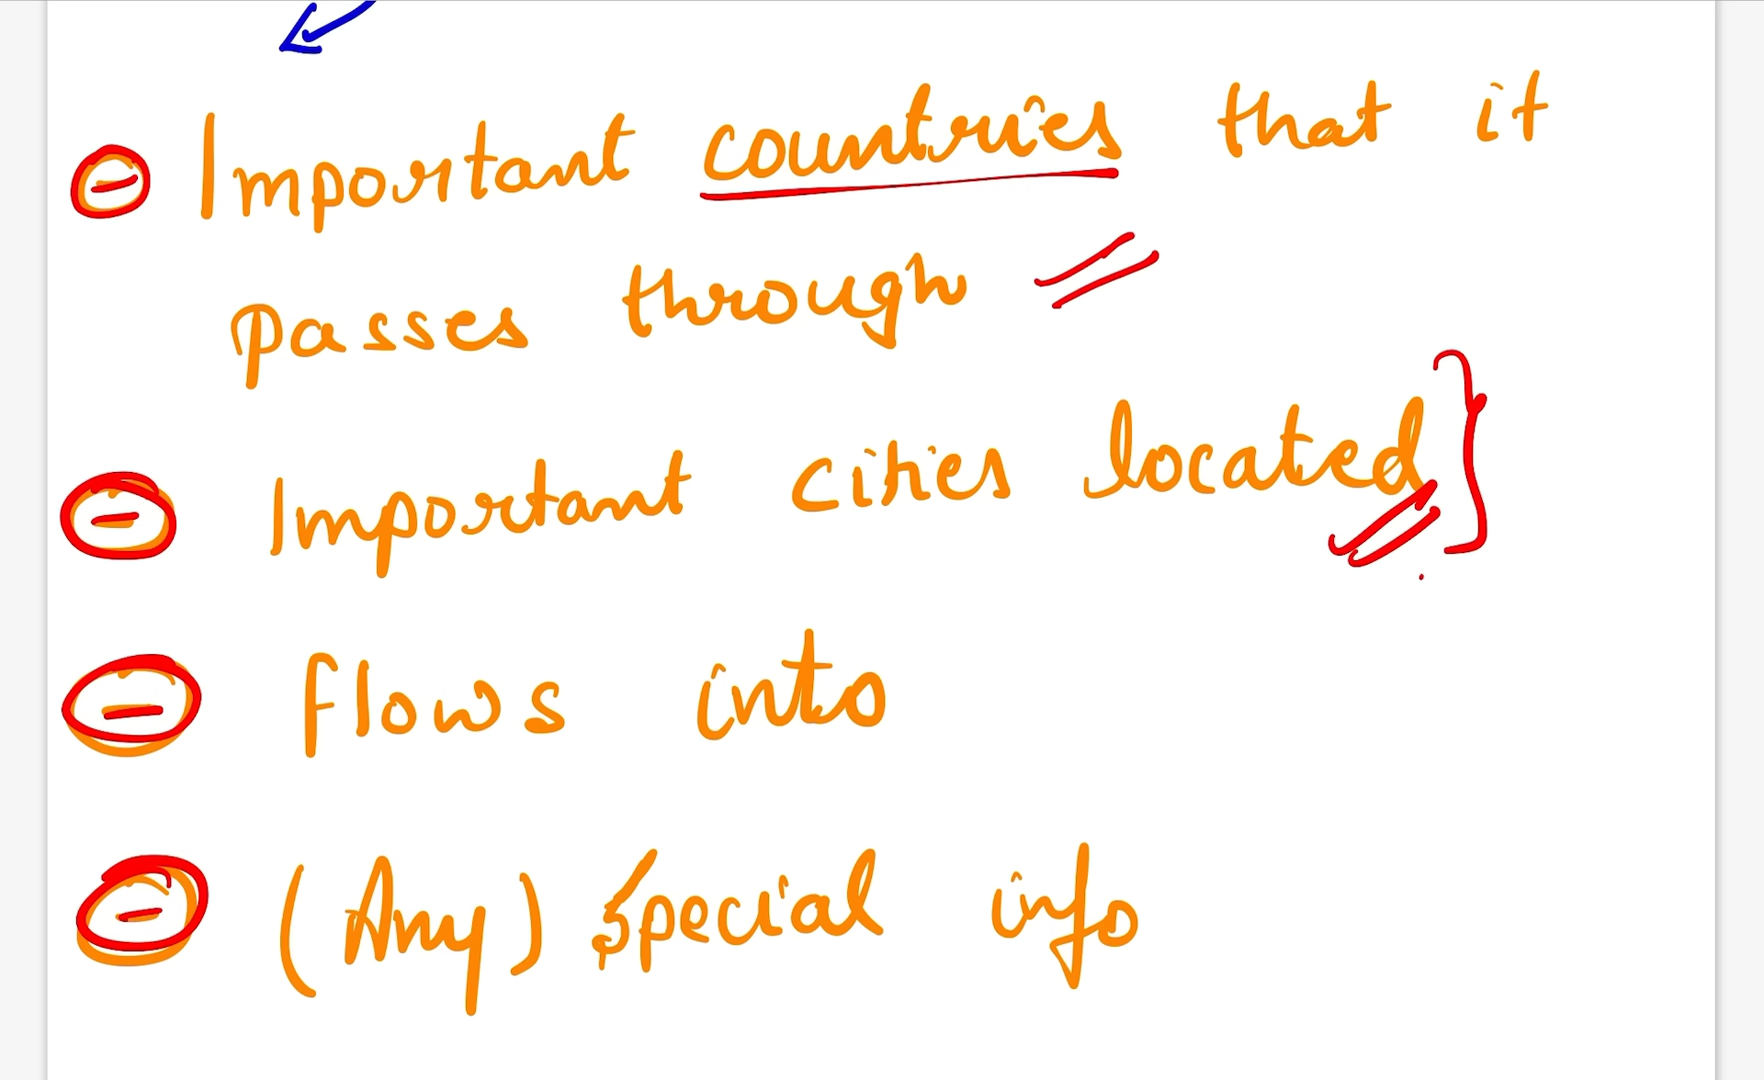 Important countries that it
passes through
Important cities located
flows into
(Any) special info